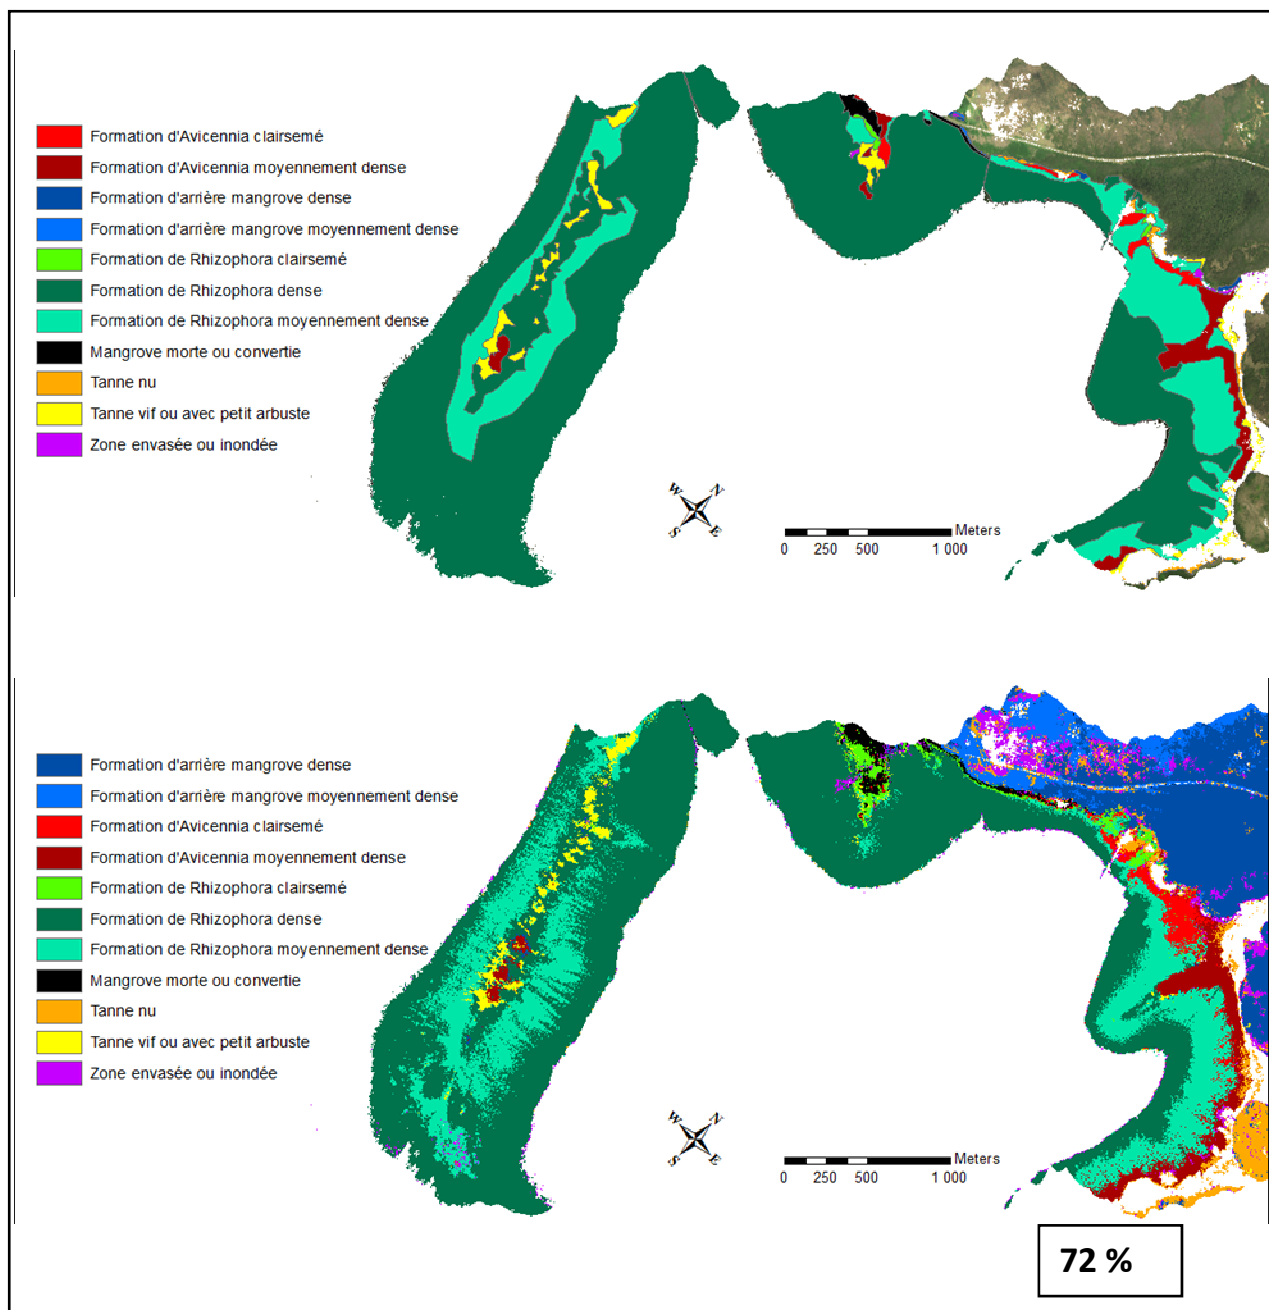 Formation d'Avicennia clairsemé
Formation d'Avicennia moyennement dense
Formation d'arrière mangrove dense
Formation d'arrière mangrove moyennement dense
Formation de Rhizophora clairsemé
Formation de Rhizophora dense
Formation de Rhizophora moyennement dense
Mangrove morte ou convertie
Tanne nu
Tanne vif ou avec petit arbuste
Zone envasée ou inondée
W N
S E
Meters
0 250 500 1 000
Formation d'arrière mangrove dense
Formation d'arrière mangrove moyennement dense
Formation d'Avicennia clairsemé
Formation d'Avicennia moyennement dense
Formation de Rhizophora clairsemé
Formation de Rhizophora dense
Formation de Rhizophora moyennement dense
Mangrove morte ou convertie
Tanne nu
Tanne vif ou avec petit arbuste
Zone envasée ou inondée
W N
S E
Meters
0 250 500 1 000
72 %